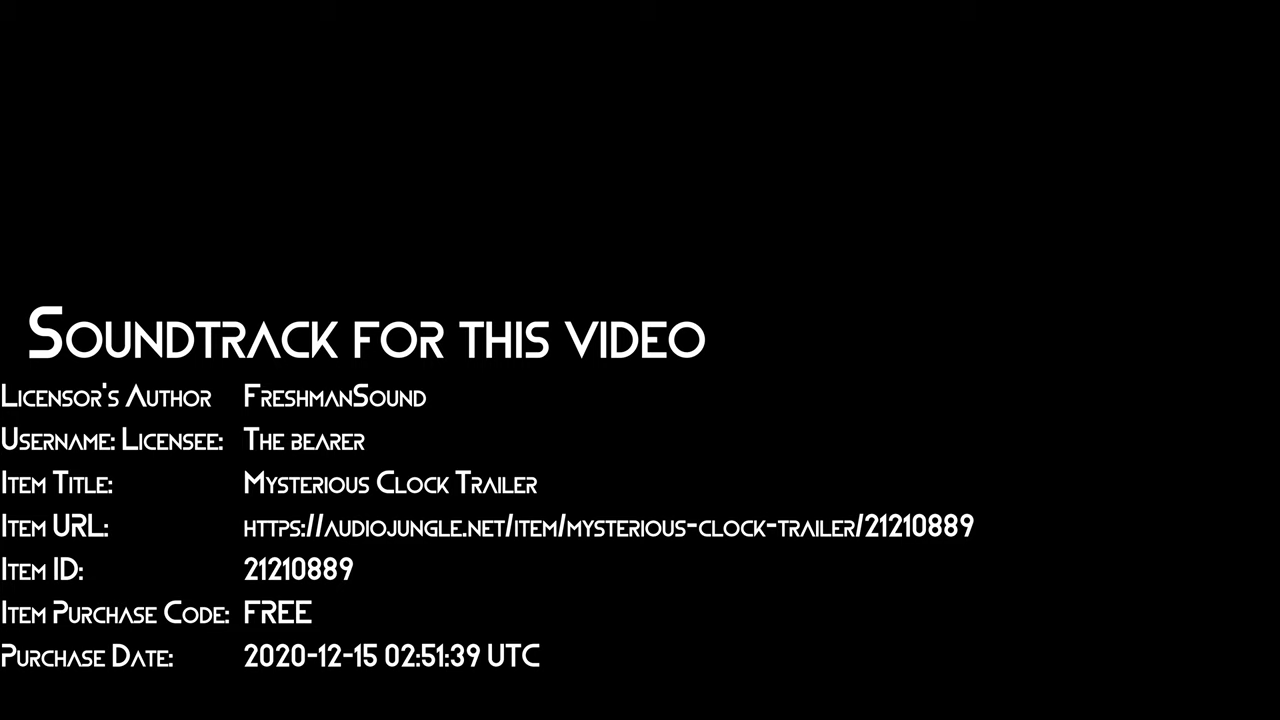 Soundtrack for this video
Licensor's Author FreshmanSound
Username: Licensee: The bearer
Item Title: Mysterious Clock Trailer
Item URL: https://audiojungle.net/item/mysterious-clock-trailer/21210889
Item ID: 21210889
Item Purchase Code: FREE
Purchase Date: 2020-12-15 02:51:39 UTC